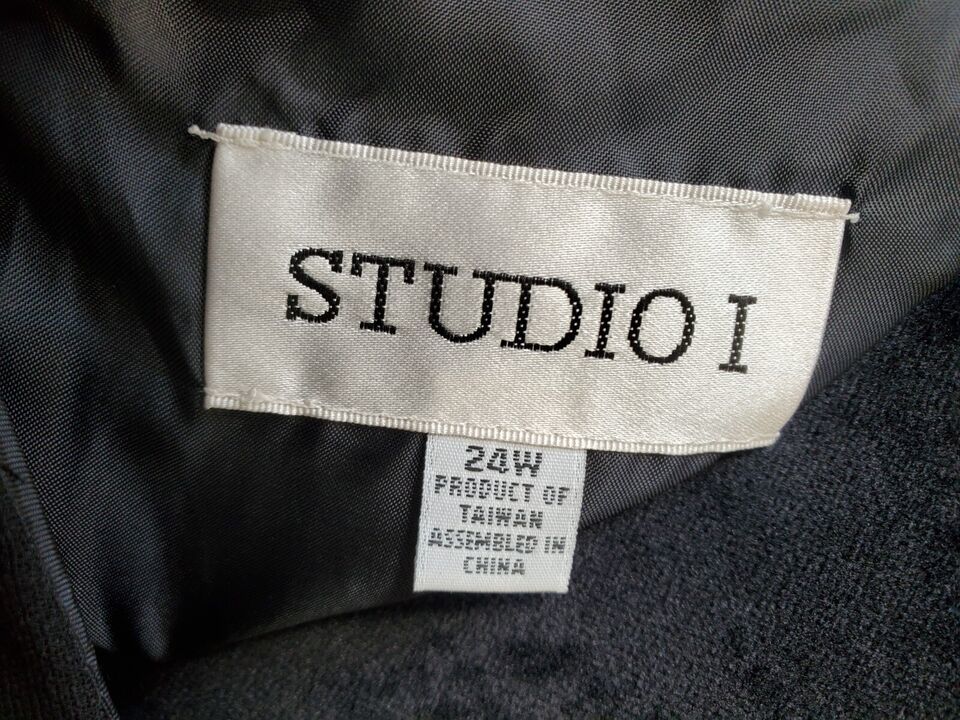 STUDIO I
24W
PRODUCT OF
TAIWAN
ASSEMBLED IN
CHINA